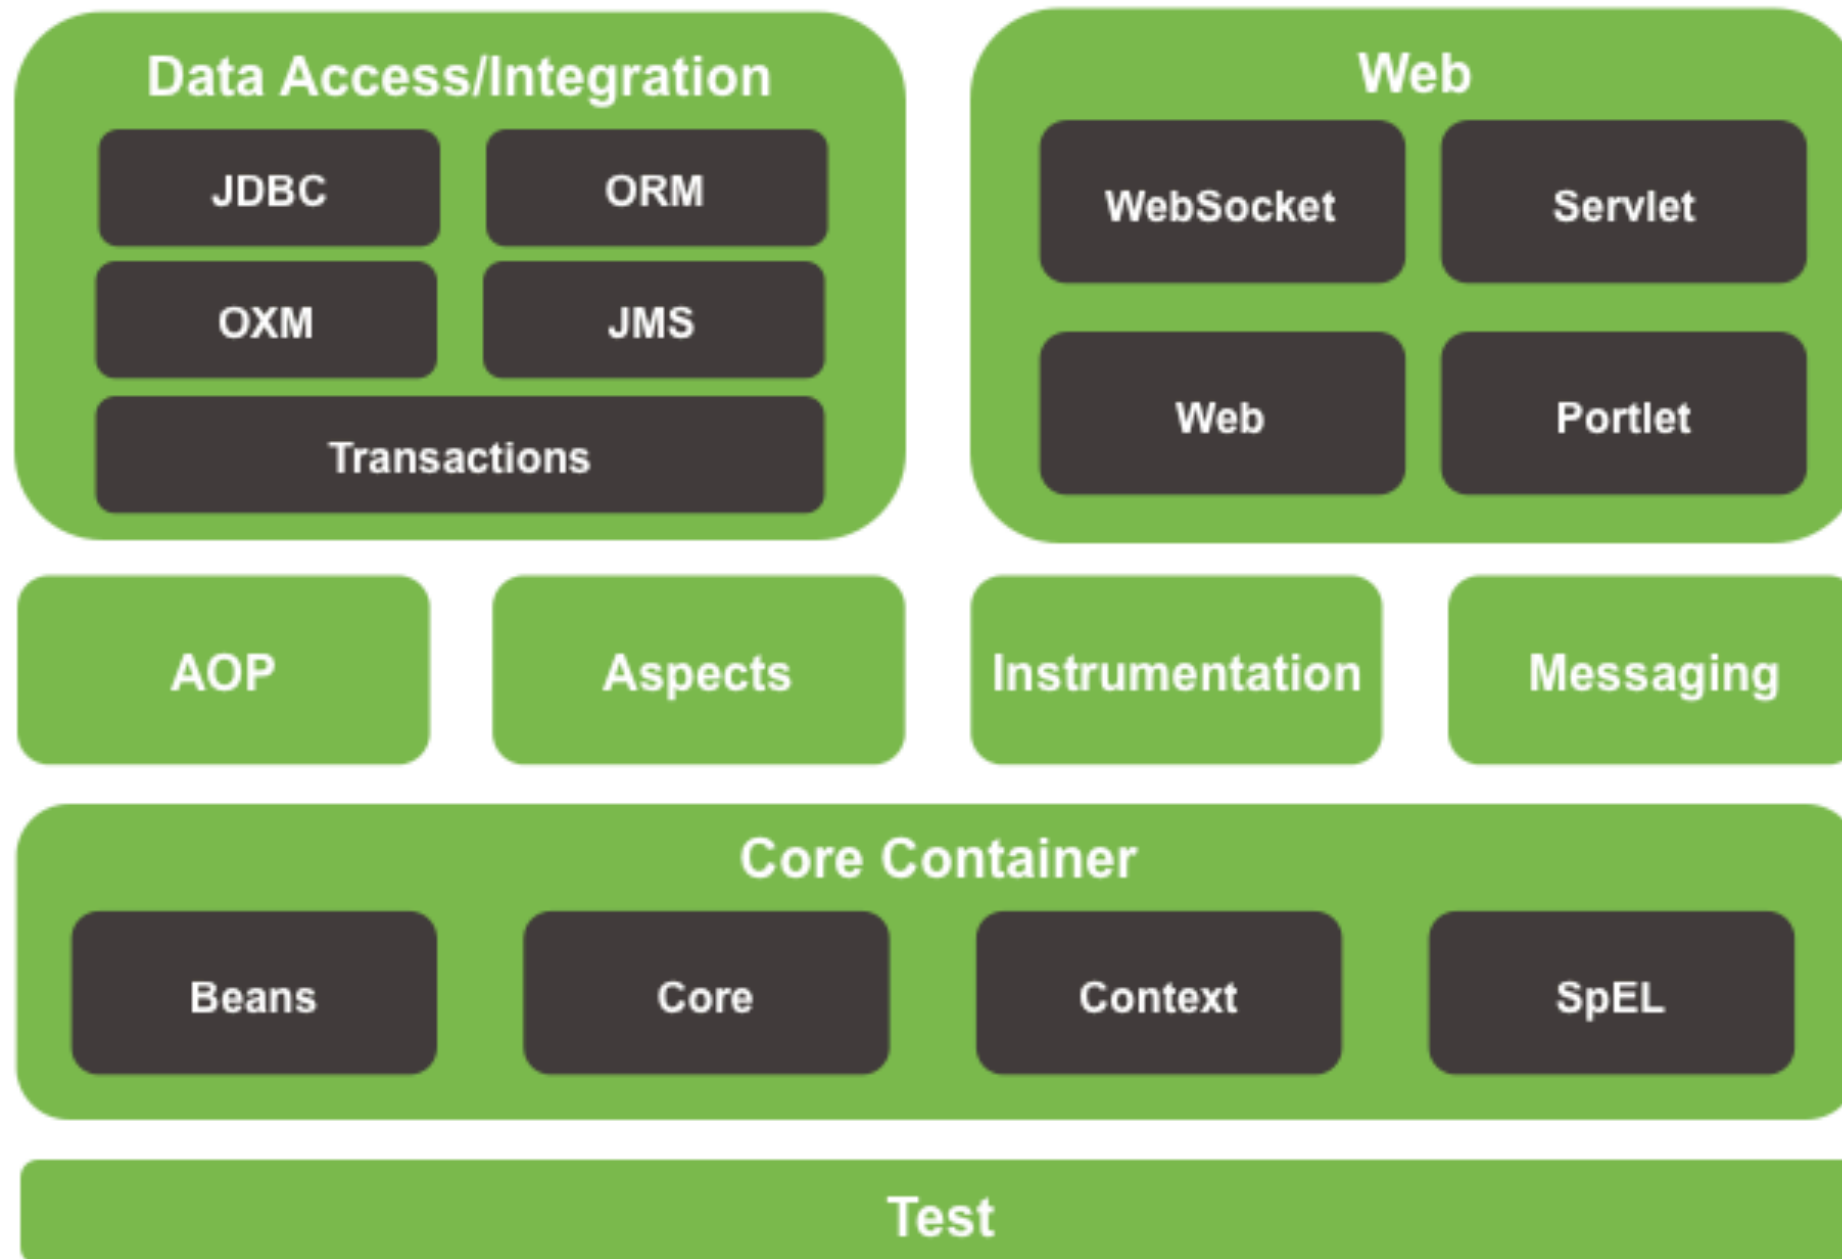 Data Access/Integration
JDBC
ORM
OXM
JMS
Transactions
Web
WebSocket
Servlet
Web
Portlet
AOP
Aspects
Instrumentation
Messaging
Core Container
Beans
Core
Context
SpEL
Test